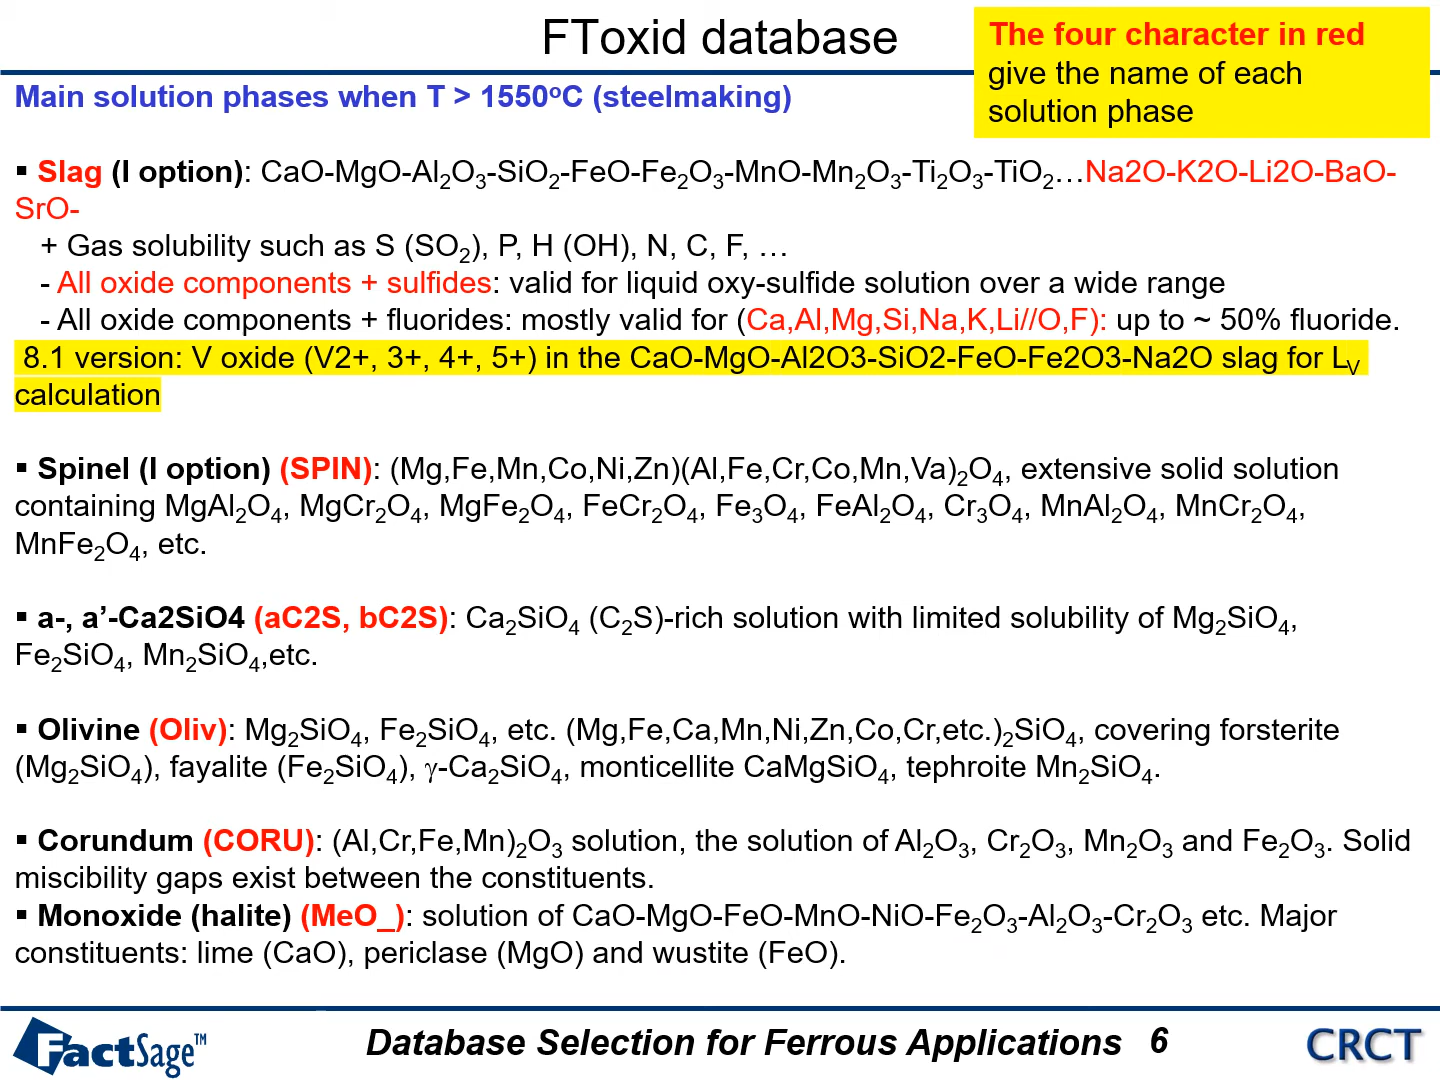 FToxid database
The four character in red
give the name of each
solution phase
Main solution phases when T > 1550ºC (steelmaking)
▪ Slag (I option): CaO-MgO-Al₂O₃-SiO₂-FeO-Fe₂O₃-MnO-Mn₂O₃-Ti₂O₃-TiO₂…Na2O-K2O-Li2O-BaO-
SrO-
+ Gas solubility such as S (SO₂), P, H (OH), N, C, F, …
- All oxide components + sulfides: valid for liquid oxy-sulfide solution over a wide range
- All oxide components + fluorides: mostly valid for (Ca,Al,Mg,Si,Na,K,Li//O,F): up to ~ 50% fluoride.
8.1 version: V oxide (V2+, 3+, 4+, 5+) in the CaO-MgO-Al2O3-SiO2-FeO-Fe2O3-Na2O slag for L_V
calculation
▪ Spinel (I option) (SPIN): (Mg,Fe,Mn,Co,Ni,Zn)(Al,Fe,Cr,Co,Mn,Va)₂O₄, extensive solid solution
containing MgAl₂O₄, MgCr₂O₄, MgFe₂O₄, FeCr₂O₄, Fe₃O₄, FeAl₂O₄, Cr₃O₄, MnAl₂O₄, MnCr₂O₄,
MnFe₂O₄, etc.
▪ a-, a’-Ca2SiO4 (aC2S, bC2S): Ca₂SiO₄ (C₂S)-rich solution with limited solubility of Mg₂SiO₄,
Fe₂SiO₄, Mn₂SiO₄,etc.
▪ Olivine (Oliv): Mg₂SiO₄, Fe₂SiO₄, etc. (Mg,Fe,Ca,Mn,Ni,Zn,Co,Cr,etc.)₂SiO₄, covering forsterite
(Mg₂SiO₄), fayalite (Fe₂SiO₄), γ-Ca₂SiO₄, monticellite CaMgSiO₄, tephroite Mn₂SiO₄.
▪ Corundum (CORU): (Al,Cr,Fe,Mn)₂O₃ solution, the solution of Al₂O₃, Cr₂O₃, Mn₂O₃ and Fe₂O₃. Solid
miscibility gaps exist between the constituents.
▪ Monoxide (halite) (MeO_): solution of CaO-MgO-FeO-MnO-NiO-Fe₂O₃-Al₂O₃-Cr₂O₃ etc. Major
constituents: lime (CaO), periclase (MgO) and wustite (FeO).
FactSage™
Database Selection for Ferrous Applications 6
CRCT